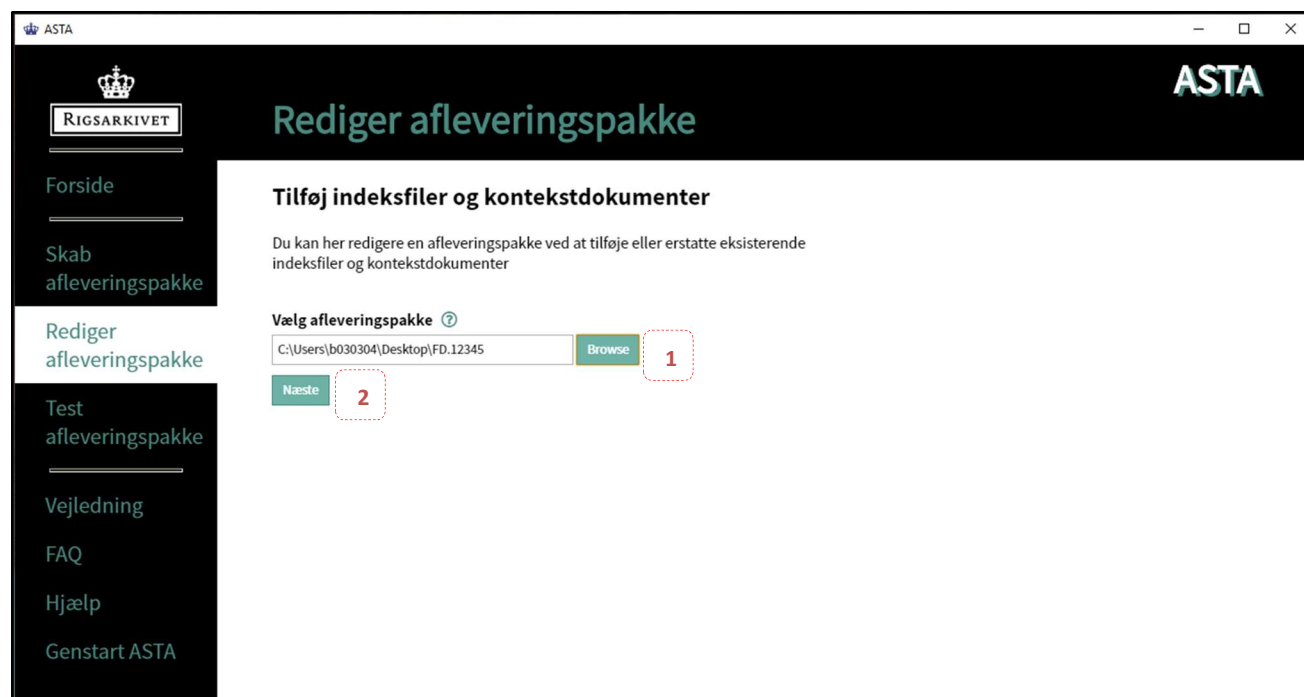 ASTA
RIGSARKIVET
ASTA
Rediger afleveringspakke
Forside
Skab
afleveringspakke
Rediger
afleveringspakke
Test
afleveringspakke
Vejledning
FAQ
Hjælp
Genstart ASTA
Tilføj indeksfiler og kontekstdokumenter
Du kan her redigere en afleveringspakke ved at tilføje eller erstatte eksisterende
indeksfiler og kontekstdokumenter
Vælg afleveringspakke ?
C:\Users\b030304\Desktop\FD.12345 Browse 1
Næste 2